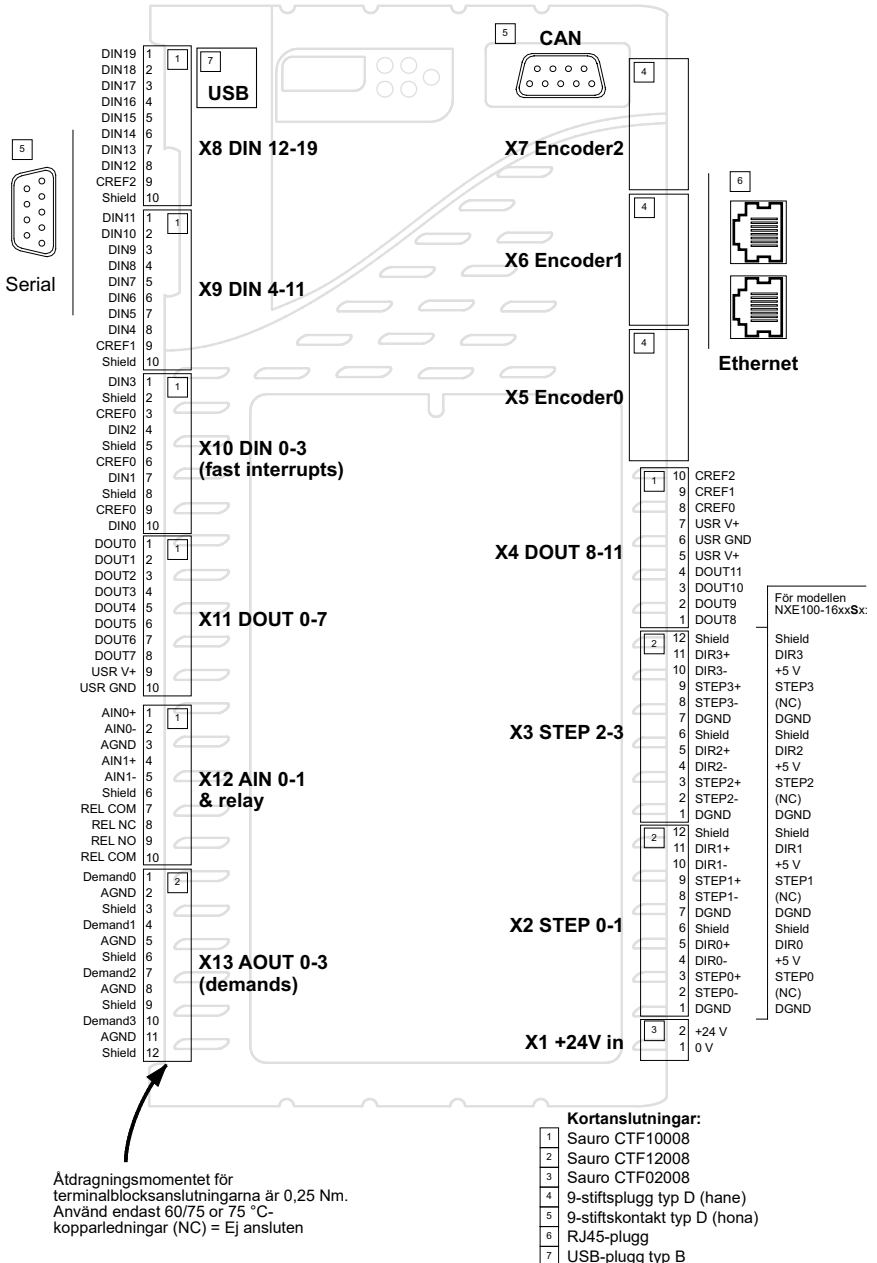 5 CAN
DIN19 1
DIN18 2
DIN17 3
DIN16 4
DIN15 5
DIN14 6
DIN13 7
DIN12 8
CREF2 9
Shield 10
1
7
USB
X8 DIN 12-19
5
Serial
DIN11 1
DIN10 2
DIN9 3
DIN8 4
DIN7 5
DIN6 6
DIN5 7
DIN4 8
CREF1 9
Shield 10
1
X9 DIN 4-11
DIN3 1
Shield 2
CREF0 3
DIN2 4
Shield 5
CREF0 6
DIN1 7
Shield 8
CREF0 9
DIN0 10
1
X10 DIN 0-3
(fast interrupts)
DOUT0 1
DOUT1 2
DOUT2 3
DOUT3 4
DOUT4 5
DOUT5 6
DOUT6 7
DOUT7 8
USR V+ 9
USR GND 10
1
X11 DOUT 0-7
AIN0+ 1
AIN0- 2
AGND 3
AIN1+ 4
AIN1- 5
Shield 6
REL COM 7
REL NC 8
REL NO 9
REL COM 10
1
X12 AIN 0-1
& relay
Demand0 1
AGND 2
Shield 3
Demand1 4
AGND 5
Shield 6
Demand2 7
AGND 8
Shield 9
Demand3 10
AGND 11
Shield 12
2
X13 AOUT 0-3
(demands)
4
X7 Encoder2
4
X6 Encoder1
4
X5 Encoder0
6
Ethernet
1
X4 DOUT 8-11
10 CREF2
9 CREF1
8 CREF0
7 USR V+
6 USR GND
5 USR V+
4 DOUT11
3 DOUT10
2 DOUT9
1 DOUT8
För modellen
NXE100-16xxSx:
2
X3 STEP 2-3
12 Shield Shield
11 DIR3+ DIR3
10 DIR3- +5 V
9 STEP3+ STEP3
8 STEP3- (NC)
7 DGND DGND
6 Shield Shield
5 DIR2+ DIR2
4 DIR2- +5 V
3 STEP2+ STEP2
2 STEP2- (NC)
1 DGND DGND
2
X2 STEP 0-1
12 Shield Shield
11 DIR1+ DIR1
10 DIR1- +5 V
9 STEP1+ STEP1
8 STEP1- (NC)
7 DGND DGND
6 Shield Shield
5 DIR0+ DIR0
4 DIR0- +5 V
3 STEP0+ STEP0
2 STEP0- (NC)
1 DGND DGND
3
X1 +24V in
2 +24 V
1 0 V
Åtdragningsmomentet för
terminalblocksanslutningarna är 0,25 Nm.
Använd endast 60/75 or 75 °C-
kopparledningar (NC) = Ej ansluten
Kortanslutningar:
1 Sauro CTF10008
2 Sauro CTF12008
3 Sauro CTF02008
4 9-stiftsplugg typ D (hane)
5 9-stiftskontakt typ D (hona)
6 RJ45-plugg
7 USB-plugg typ B